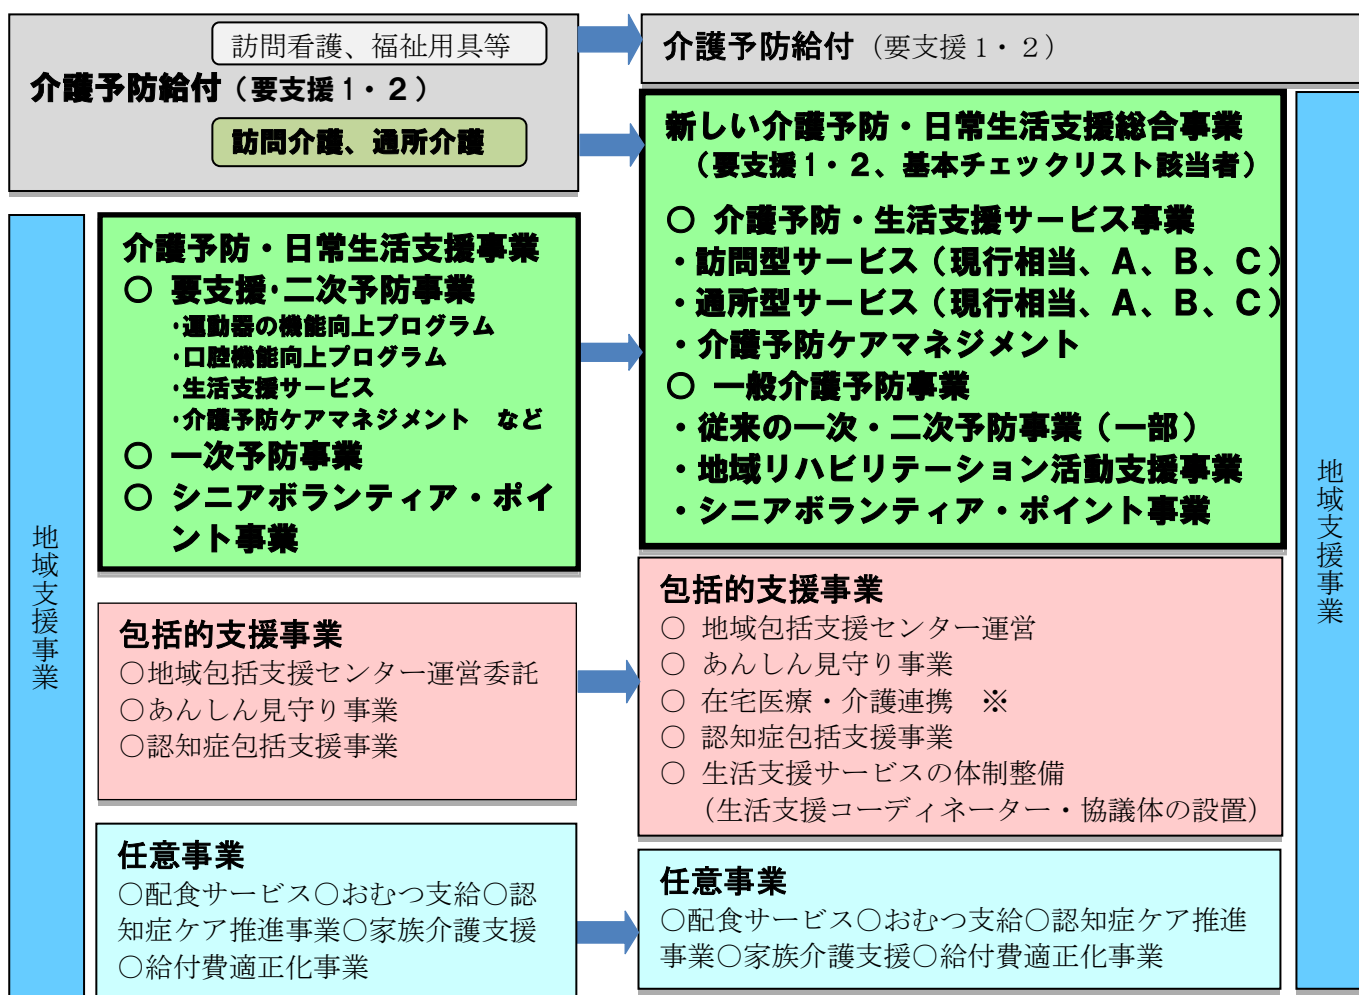 訪問看護、福祉用具等
介護予防給付（要支援１・２）
訪問介護、通所介護
地域支援事業
介護予防・日常生活支援事業
○ 要支援・二次予防事業
・運動器の機能向上プログラム
・口腔機能向上プログラム
・生活支援サービス
・介護予防ケアマネジメント　など
○ 一次予防事業
○ シニアボランティア・ポイ
ント事業
包括的支援事業
○地域包括支援センター運営委託
○あんしん見守り事業
○認知症包括支援事業
任意事業
○配食サービス○おむつ支給○認
知症ケア推進事業○家族介護支援
○給付費適正化事業
介護予防給付（要支援１・２）
新しい介護予防・日常生活支援総合事業
（要支援１・２、基本チェックリスト該当者）
○ 介護予防・生活支援サービス事業
・訪問型サービス（現行相当、Ａ、Ｂ、Ｃ）
・通所型サービス（現行相当、Ａ、Ｂ、Ｃ）
・介護予防ケアマネジメント
○ 一般介護予防事業
・従来の一次・二次予防事業（一部）
・地域リハビリテーション活動支援事業
・シニアボランティア・ポイント事業
包括的支援事業
○ 地域包括支援センター運営
○ あんしん見守り事業
○ 在宅医療・介護連携　※
○ 認知症包括支援事業
○ 生活支援サービスの体制整備
（生活支援コーディネーター・協議体の設置）
任意事業
○配食サービス○おむつ支給○認知症ケア推進
事業○家族介護支援○給付費適正化事業
地域支援事業